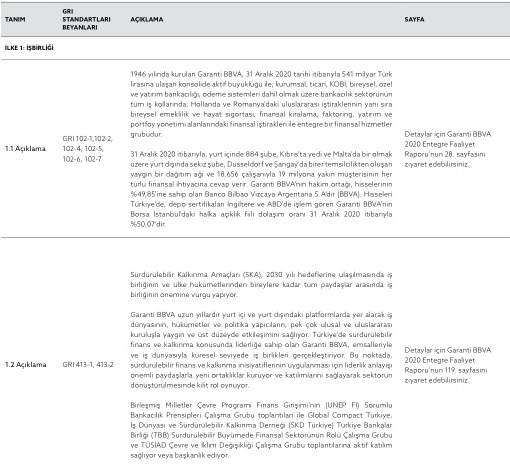 TANIM
GRI
STANDARTLARI
BEYANLARI
AÇIKLAMA
SAYFA
İLKE 1: İŞBİRLİĞİ
1.1 Açıklama
GRI 102-1,102-2,
102-4, 102-5,
102-6, 102-7
1946 yılında kurulan Garanti BBVA, 31 Aralık 2020 tarihi itibarıyla 541 milyar Türk
lirasına ulaşan konsolide aktif büyüklüğü ile; kurumsal, ticari, KOBİ, bireysel, özel
ve yatırım bankacılığı, ödeme sistemleri dahil olmak üzere bankacılık sektörünün
tüm iş kollarında; Hollanda ve Romanya'daki uluslararası iştiraklerinin yanı sıra
bireysel emeklilik ve hayat sigortası, finansal kiralama, faktoring, yatırım ve
portföy yönetimi alanlarındaki finansal iştirakleri ile entegre bir finansal hizmetler
grubudur.
31 Aralık 2020 itibarıyla, yurt içinde 884 şube, Kıbrıs'ta yedi ve Malta'da bir olmak
üzere yurt dışında sekiz şube, Düsseldorf ve Şangay'da birer temsilcilikten oluşan
yaygın bir dağıtım ağı ve 18.656 çalışanıyla 19 milyona yakın müşterisinin her
türlü finansal ihtiyacına cevap verir. Garanti BBVA'nın hakim ortağı, hisselerinin
%49,85'ine sahip olan Banco Bilbao Vizcaya Argentaria S.A'dır (BBVA). Hisseleri
Türkiye'de, depo sertifikaları İngiltere ve ABD'de işlem gören Garanti BBVA'nın
Borsa İstanbul'daki halka açıklık fiili dolaşım oranı 31 Aralık 2020 itibarıyla
%50,07'dir.
Detaylar için Garanti BBVA
2020 Entegre Faaliyet
Raporu'nun 28. sayfasını
ziyaret edebilirsiniz.
1.2 Açıklama
GRI 413-1, 413-2
Sürdürülebilir Kalkınma Amaçları (SKA), 2030 yılı hedeflerine ulaşılmasında iş
birliğinin ve ülke hükümetlerinden bireylere kadar tüm paydaşlar arasında iş
birliğinin önemine vurgu yapıyor.
Garanti BBVA uzun yıllardır yurt içi ve yurt dışındaki platformlarda yer alarak iş
dünyasının, hükümetler ve politika yapıcıların, pek çok ulusal ve uluslararası
kuruluşla yaygın ve üst düzeyde etkileşimini sağlıyor. Türkiye'de sürdürülebilir
finans ve kalkınma konusunda liderliğe sahip olan Garanti BBVA, emsalleriyle
ve iş dünyasıyla küresel seviyede iş birlikleri gerçekleştiriyor. Bu noktada,
sürdürülebilir finans ve kalkınma inisiyatiflerinin uygulanması için liderlik anlayışı
önemli paydaşlarla yeni ortaklıklar kuruyor ve katılımlarını sağlayarak sektörün
dönüştürülmesinde kilit rol oynuyor.
Birleşmiş Milletler Çevre Programı Finans Girişimi'nin (UNEP FI) Sorumlu
Bankacılık Prensipleri Çalışma Grubu toplantıları ile Global Compact Türkiye,
İş Dünyası ve Sürdürülebilir Kalkınma Derneği (SKD Türkiye) Türkiye Bankalar
Birliği (TBB) Sürdürülebilir Büyümede Finansal Sektörünün Rolü Çalışma Grubu
ve TÜSİAD Çevre ve İklim Değişikliği Çalışma Grubu toplantılarına aktif katılım
sağlıyor veya başkanlık ediyor.
Detaylar için Garanti BBVA
2020 Entegre Faaliyet
Raporu'nun 119. sayfasını
ziyaret edebilirsiniz.